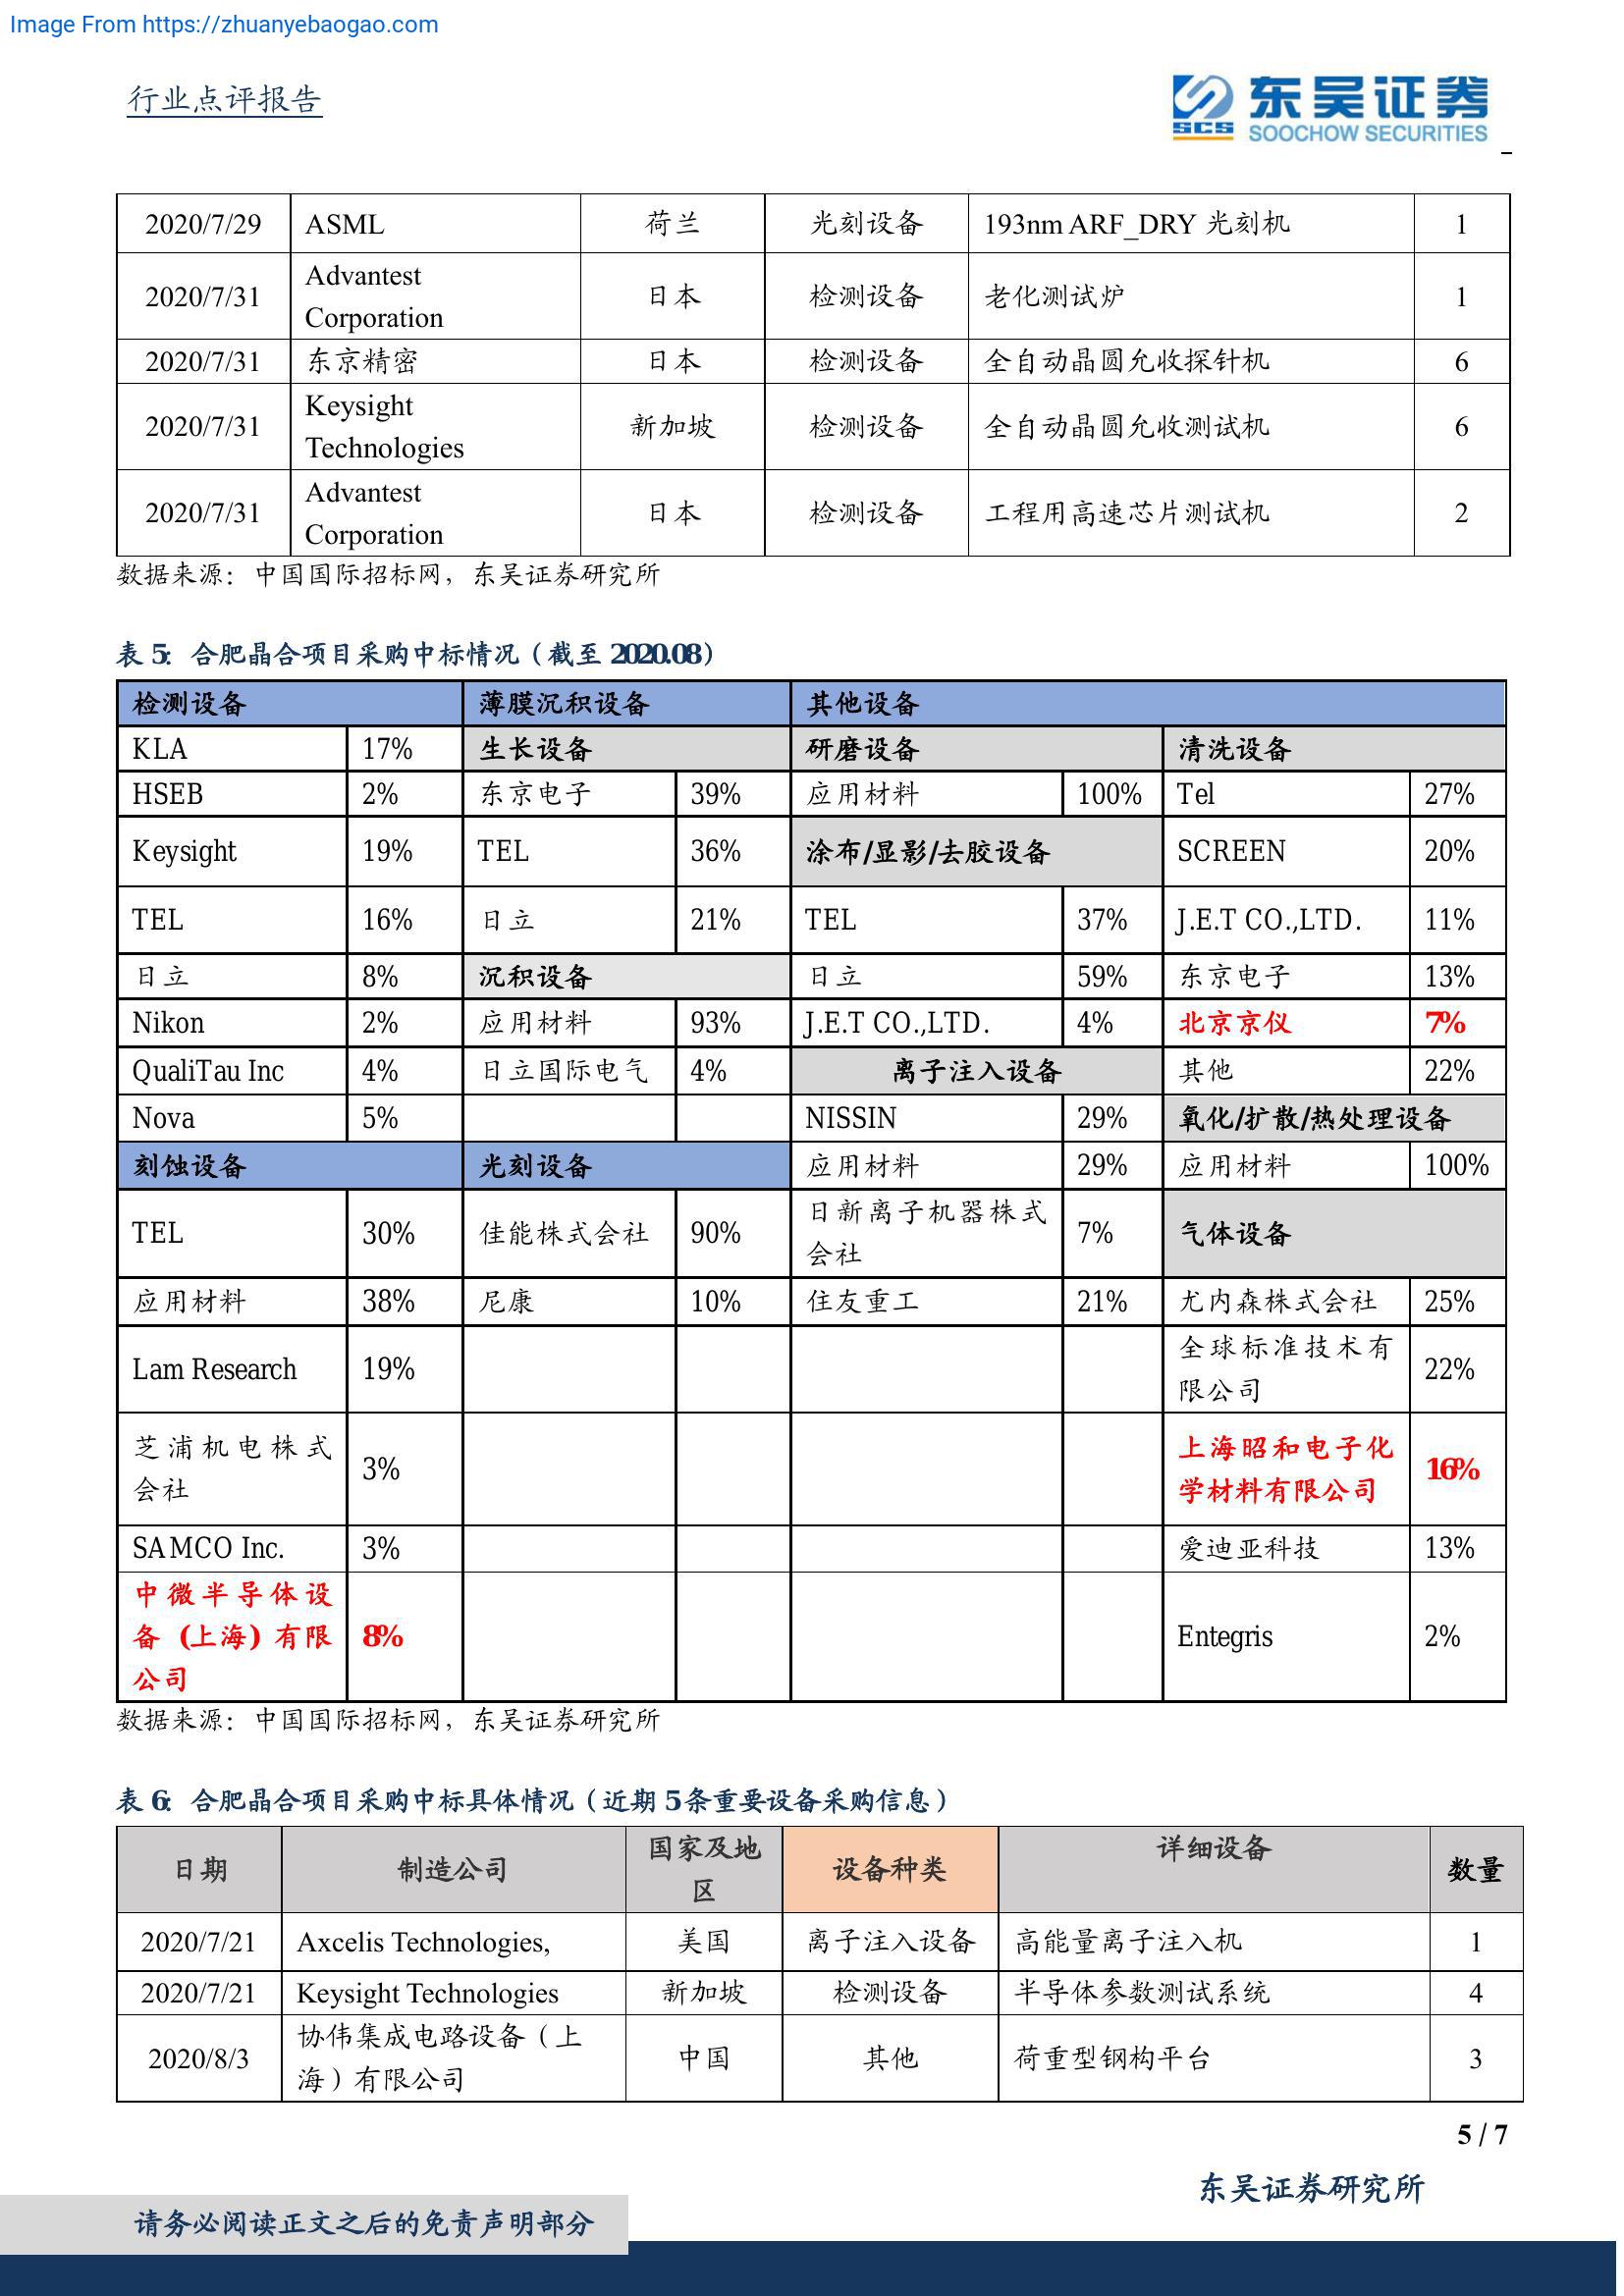 Image From https://zhuanyebaogao.com
行业点评报告
东吴证券
SCS
SOOCHOW SECURITIES
2020/7/29 ASML 荷兰 光刻设备 193nm ARF_DRY 光刻机 1
2020/7/31 Advantest Corporation 日本 检测设备 老化测试炉 1
2020/7/31 东京精密 日本 检测设备 全自动晶圆允收探针机 6
2020/7/31 Keysight Technologies 新加坡 检测设备 全自动晶圆允收测试机 6
2020/7/31 Advantest Corporation 日本 检测设备 工程用高速芯片测试机 2
数据来源：中国国际招标网，东吴证券研究所
表 5：合肥晶合项目采购中标情况（截至 2020.08）
检测设备 薄膜沉积设备 其他设备
KLA 17% 生长设备 研磨设备 清洗设备
HSEB 2% 东京电子 39% 应用材料 100% Tel 27%
Keysight 19% TEL 36% 涂布/显影/去胶设备 SCREEN 20%
TEL 16% 日立 21% TEL 37% J.E.T CO.,LTD. 11%
日立 8% 沉积设备 日立 59% 东京电子 13%
Nikon 2% 应用材料 93% J.E.T CO.,LTD. 4% 北京京仪 7%
QualiTau Inc 4% 日立国际电气 4% 离子注入设备 其他 22%
Nova 5% NISSIN 29% 氧化/扩散/热处理设备
刻蚀设备 光刻设备 应用材料 29% 应用材料 100%
TEL 30% 佳能株式会社 90% 日新离子机器株式会社 7% 气体设备
应用材料 38% 尼康 10% 住友重工 21% 尤内森株式会社 25%
Lam Research 19% 全球标准技术有限公司 22%
芝浦机电株式会社 3% 上海昭和电子化学材料有限公司 16%
SAMCO Inc. 3% 爱迪亚科技 13%
中微半导体设备（上海）有限公司 8% Entegris 2%
数据来源：中国国际招标网，东吴证券研究所
表 6：合肥晶合项目采购中标具体情况（近期 5 条重要设备采购信息）
日期 制造公司 国家及地区 设备种类 详细设备 数量
2020/7/21 Axcelis Technologies, 美国 离子注入设备 高能量离子注入机 1
2020/7/21 Keysight Technologies 新加坡 检测设备 半导体参数测试系统 4
2020/8/3 协伟集成电路设备（上海）有限公司 中国 其他 荷重型钢构平台 3
5 / 7
东吴证券研究所
请务必阅读正文之后的免责声明部分